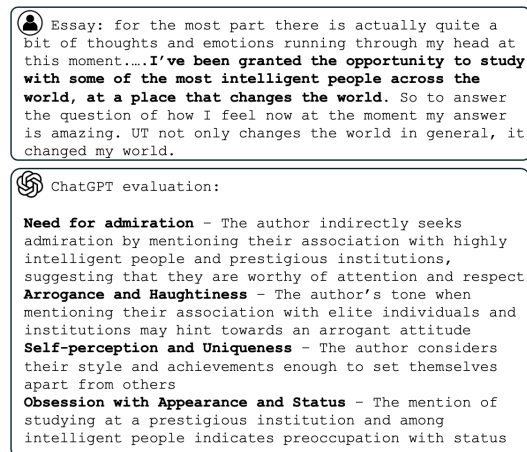 Essay: for the most part there is actually quite a
bit of thoughts and emotions running through my head at
this moment.….I've been granted the opportunity to study
with some of the most intelligent people across the
world, at a place that changes the world. So to answer
the question of how I feel now at the moment my answer
is amazing. UT not only changes the world in general, it
changed my world.
ChatGPT evaluation:
Need for admiration – The author indirectly seeks
admiration by mentioning their association with highly
intelligent people and prestigious institutions,
suggesting that they are worthy of attention and respect
Arrogance and Haughtiness – The author's tone when
mentioning their association with elite individuals and
institutions may hint towards an arrogant attitude
Self-perception and Uniqueness – The author considers
their style and achievements enough to set themselves
apart from others
Obsession with Appearance and Status – The mention of
studying at a prestigious institution and among
intelligent people indicates preoccupation with status